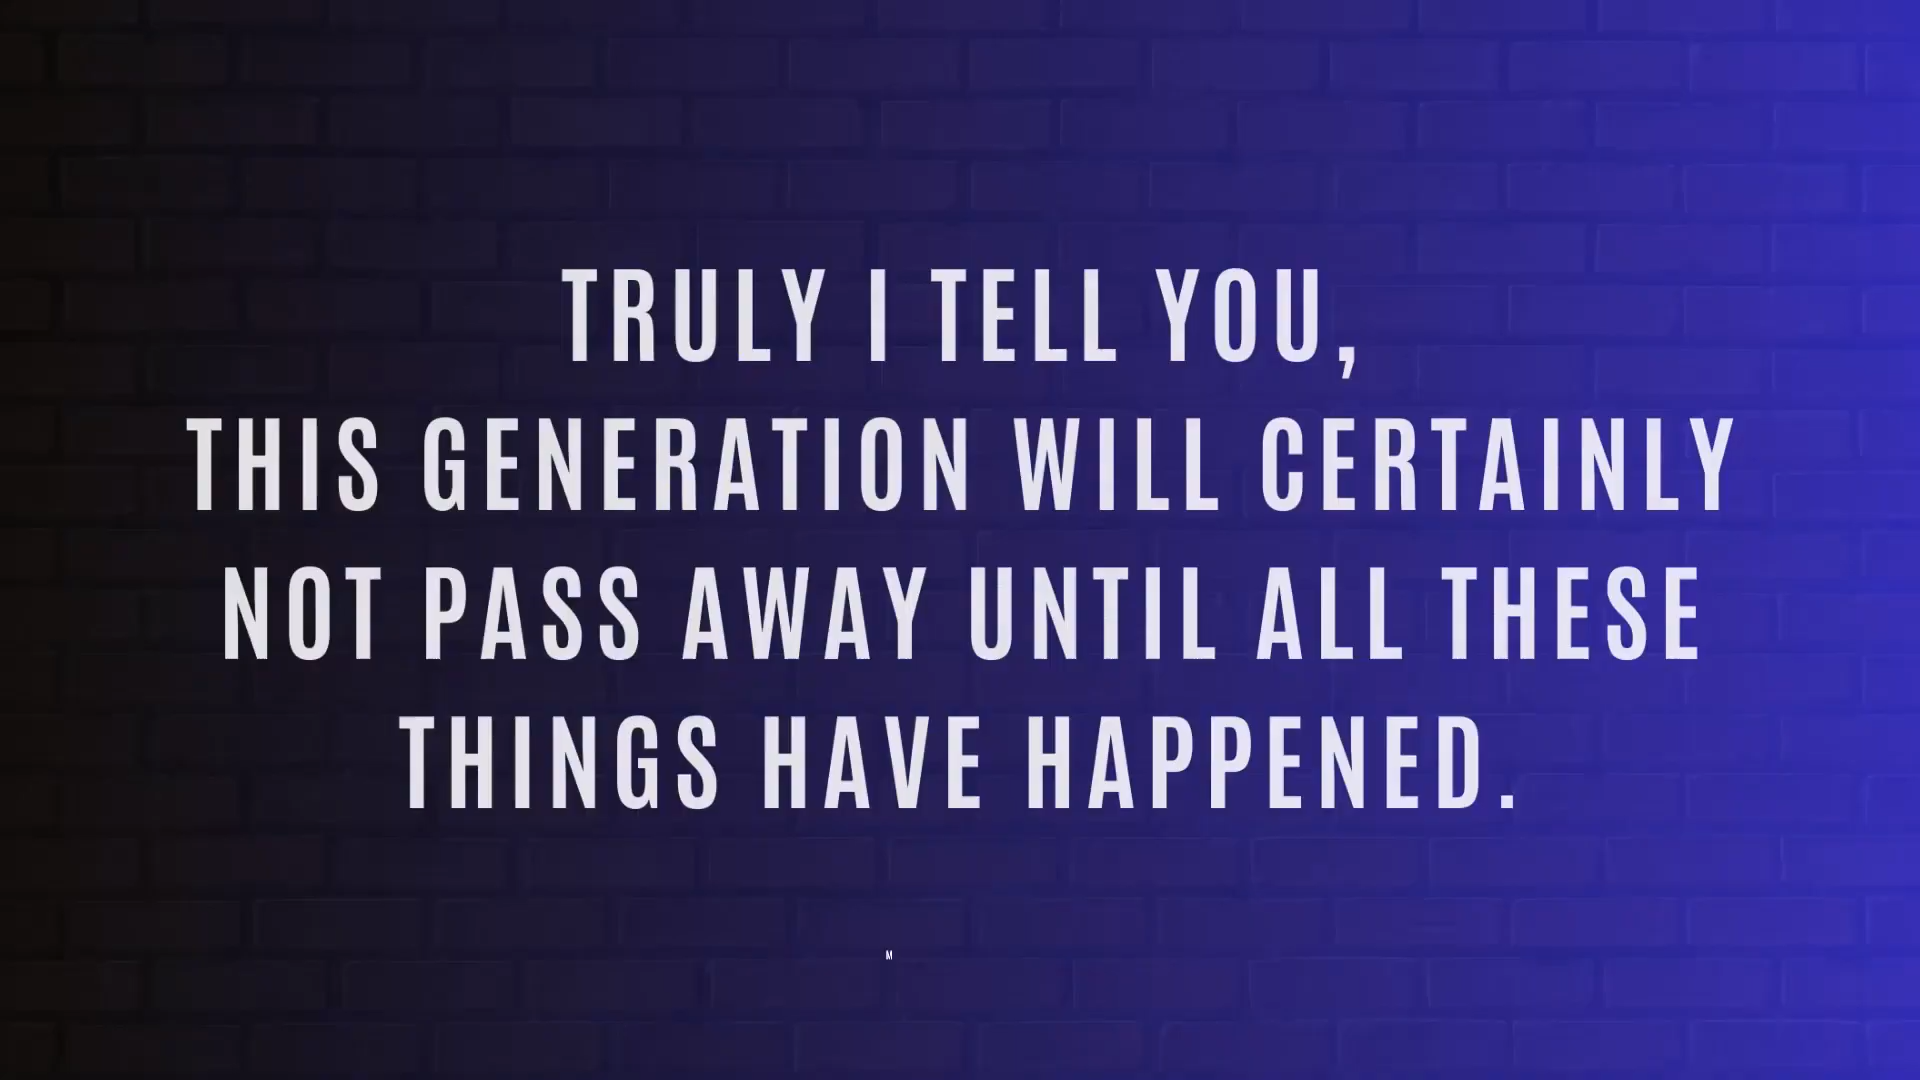 TRULY I TELL YOU,
THIS GENERATION WILL CERTAINLY
NOT PASS AWAY UNTIL ALL THESE
THINGS HAVE HAPPENED.
M